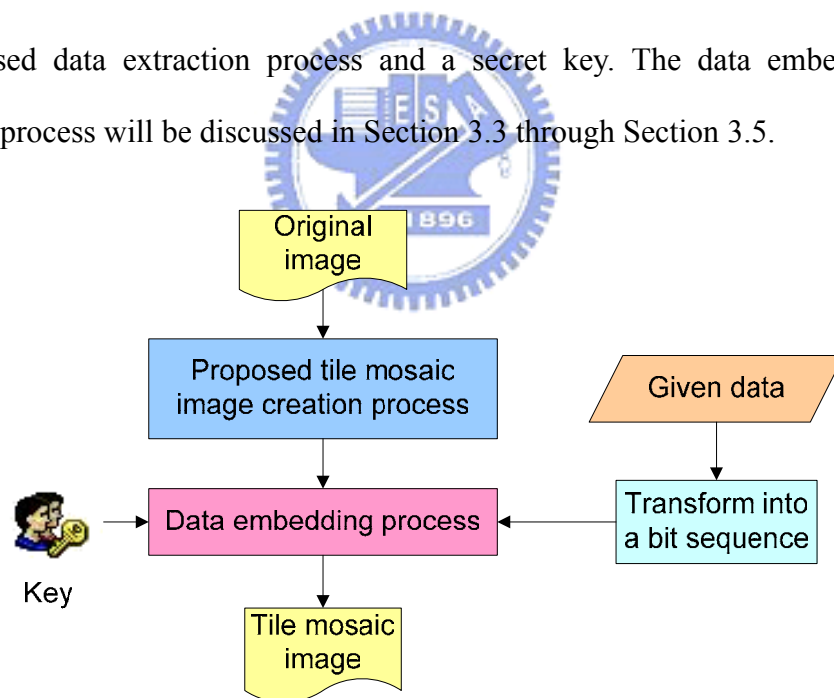 sed data extraction process and a secret key. The data embe
process will be discussed in Section 3.3 through Section 3.5.
E S A
1896
Original
image
Proposed tile mosaic
image creation process
Given data
Data embedding process
Transform into
a bit sequence
Key
Tile mosaic
image